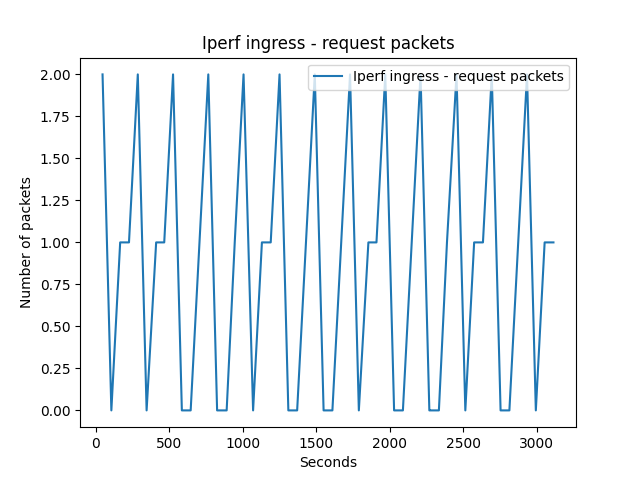 Iperf ingress - request packets
Iperf ingress - request packets
2.00
1.75
1.50
1.25
1.00
0.75
0.50
0.25
0.00
Number of packets
0 500 1000 1500 2000 2500 3000
Seconds